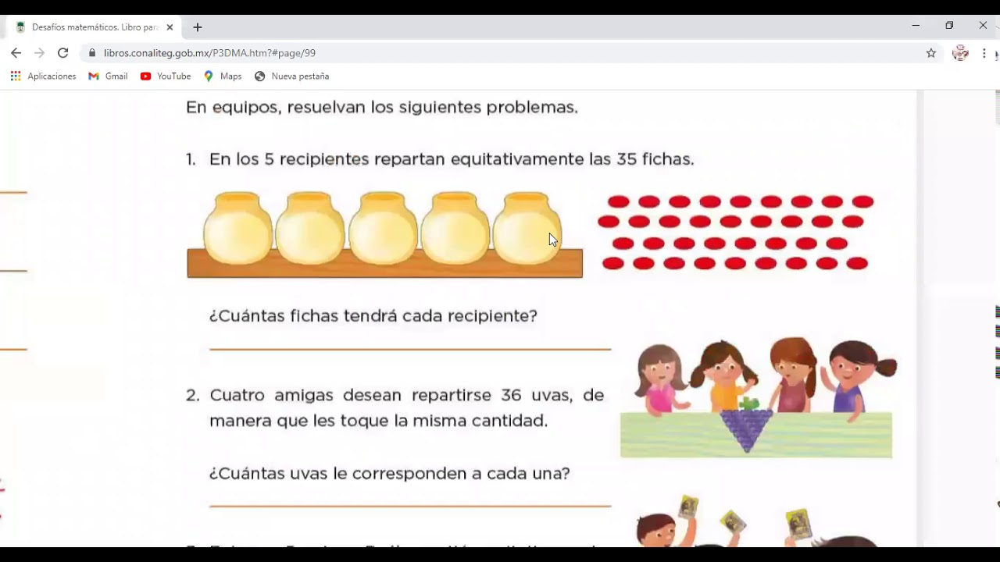 Desafíos matemáticos. Libro para
libros.conaliteg.gob.mx/P3DMA.htm?#page/99
Aplicaciones Gmail YouTube Maps Nueva pestaña
En equipos, resuelvan los siguientes problemas.
1. En los 5 recipientes repartan equitativamente las 35 fichas.
¿Cuántas fichas tendrá cada recipiente?
2. Cuatro amigas desean repartirse 36 uvas, de
manera que les toque la misma cantidad.
¿Cuántas uvas le corresponden a cada una?